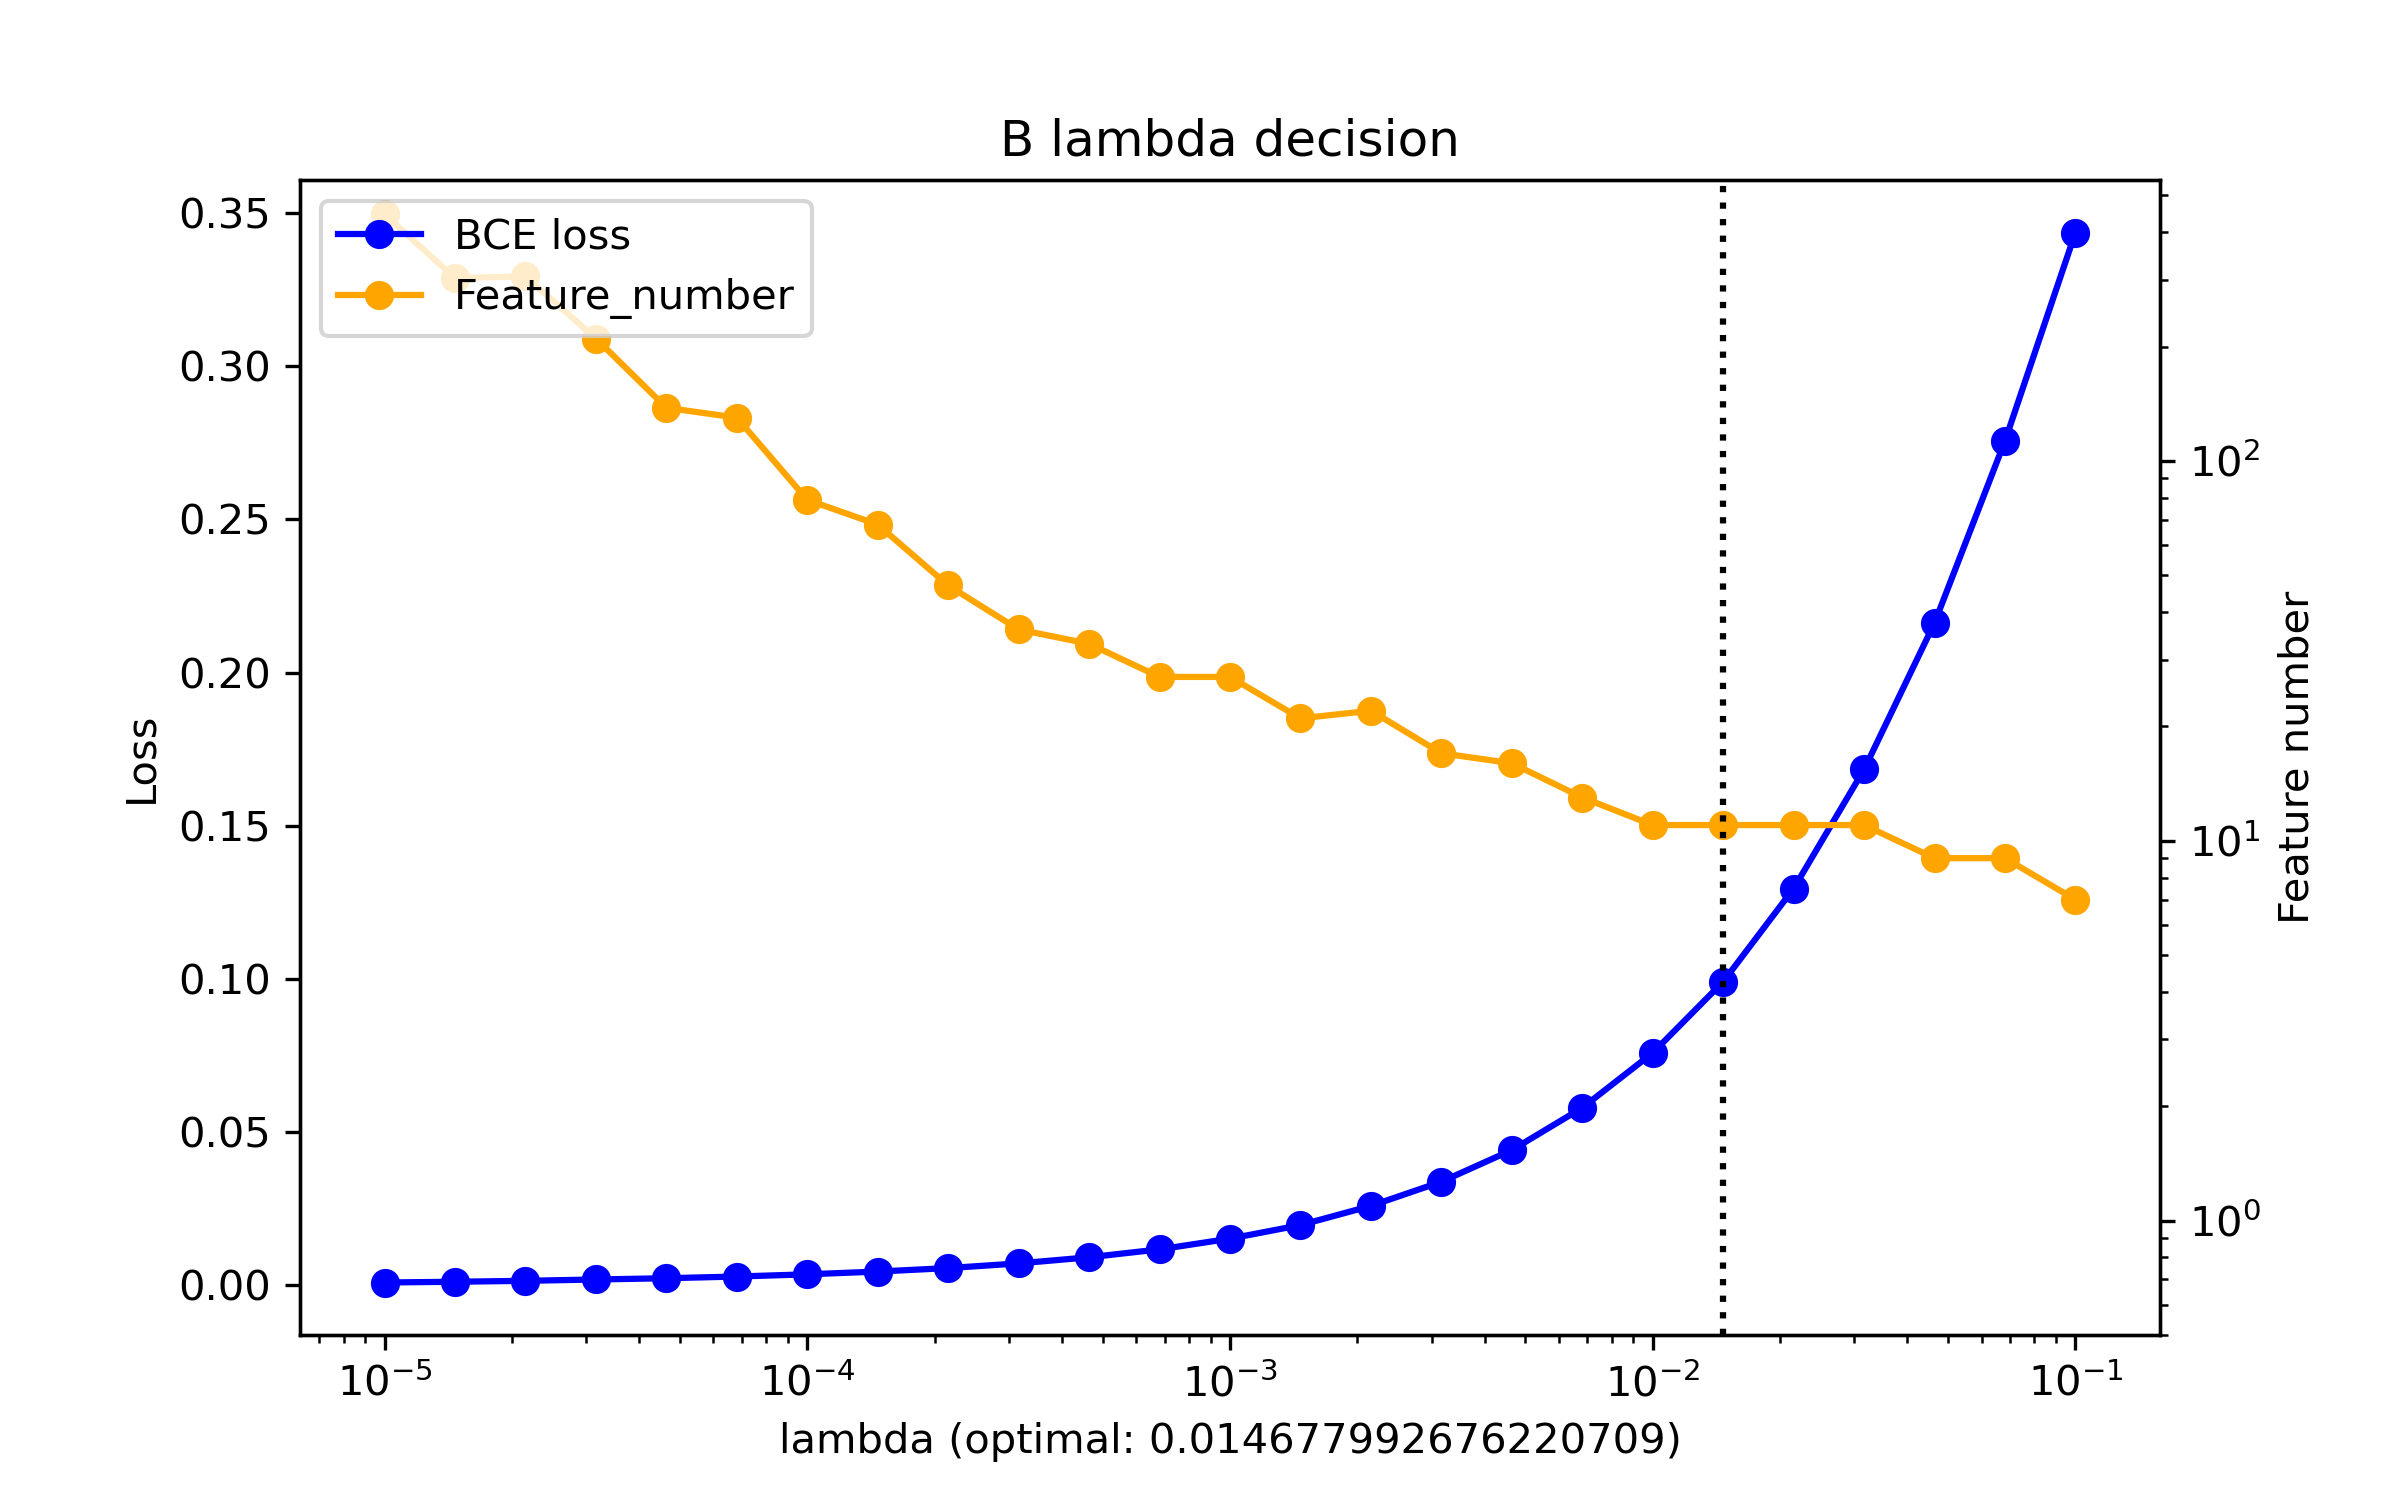 B lambda decision
BCE loss
Feature_number
0.35
0.30
0.25
0.20
0.15
0.10
0.05
0.00
Loss
10²
10¹
10⁰
Feature number
10⁻⁵ 10⁻⁴ 10⁻³ 10⁻² 10⁻¹
lambda (optimal: 0.014677992676220709)